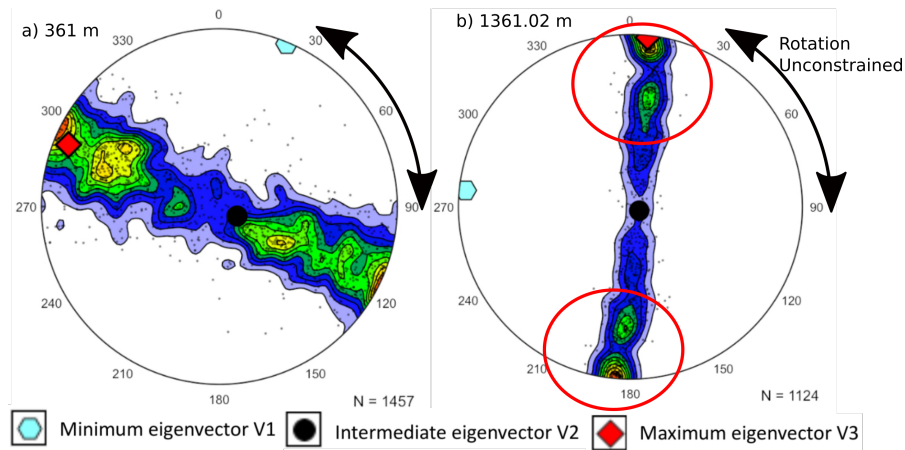 a) 361 m
0
30
60
90
120
150
180
210
240
270
300
330
N = 1457
b) 1361.02 m
0
30
60
90
120
150
180
210
240
270
300
330
N = 1124
Rotation
Unconstrained
Minimum eigenvector V1
Intermediate eigenvector V2
Maximum eigenvector V3